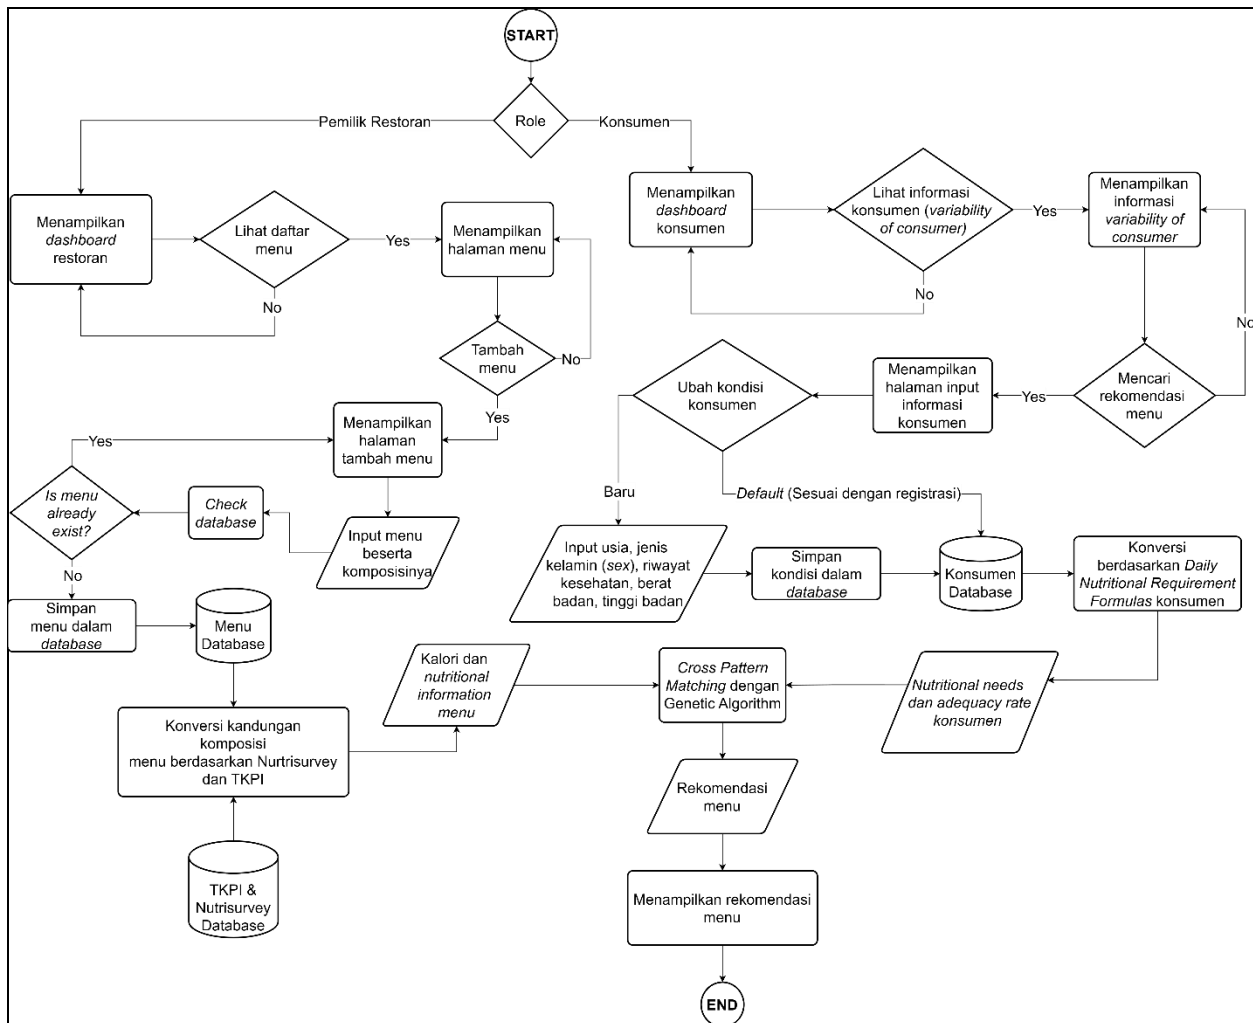 START
Role
Pemilik Restoran
Konsumen
Menampilkan
dashboard
restoran
Lihat daftar
menu
Yes
No
Menampilkan
halaman menu
Tambah
menu
No
Yes
Menampilkan
dashboard
konsumen
Lihat informasi
konsumen (variability
of consumer)
Yes
No
Menampilkan
informasi
variability of
consumer
No
Mencari
rekomendasi
menu
Yes
Menampilkan
halaman input
informasi
konsumen
Ubah kondisi
konsumen
Baru
Default (Sesuai dengan registrasi)
Menampilkan
halaman
tambah menu
Yes
Is menu
already
exist?
No
Check
database
Input menu
beserta
komposisinya
Simpan
menu dalam
database
Menu
Database
Input usia, jenis
kelamin (sex), riwayat
kesehatan, berat
badan, tinggi badan
Simpan
kondisi dalam
database
Konsumen
Database
Konversi
berdasarkan Daily
Nutritional Requirement
Formulas konsumen
Kalori dan
nutritional
information
menu
Cross Pattern
Matching dengan
Genetic Algorithm
Nutritional needs
dan adequacy rate
konsumen
Konversi kandungan
komposisi
menu berdasarkan Nurtrisurvey
dan TKPI
TKPI &
Nutrisurvey
Database
Rekomendasi
menu
Menampilkan rekomendasi
menu
END